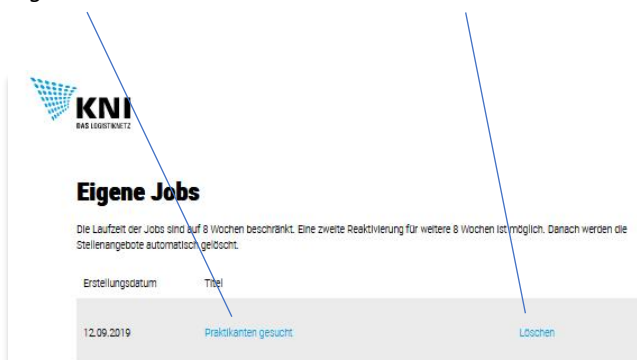 KNI
DAS LOGISTIKNETZ
Eigene Jobs
Die Laufzeit der Jobs sind auf 8 Wochen beschränkt. Eine zweite Reaktivierung für weitere 8 Wochen ist möglich. Danach werden die
Stellenangebote automatisch gelöscht.
Erstellungsdatum Titel
12.09.2019 Praktikanten gesucht Löschen